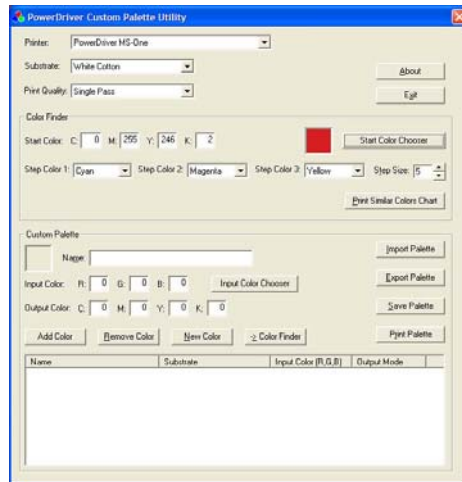 PowerDriver Custom Palette Utility
Printer: PowerDriver MS-One
Substrate: White Cotton
About
Print Quality: Single Pass
Exit
Color Finder
Start Color: C: 0 M: 255 Y: 246 K: 2 Start Color Chooser
Step Color 1: Cyan Step Color 2: Magenta Step Color 3: Yellow Step Size: 5
Print Similar Colors Chart
Custom Palette
Import Palette
Name:
Input Color: R: 0 G: 0 B: 0 Input Color Chooser Export Palette
Output Color: C: 0 M: 0 Y: 0 K: 0 Save Palette
Add Color Remove Color New Color -> Color Finder Print Palette
Name Substrate Input Color (R,G,B) Output Mode